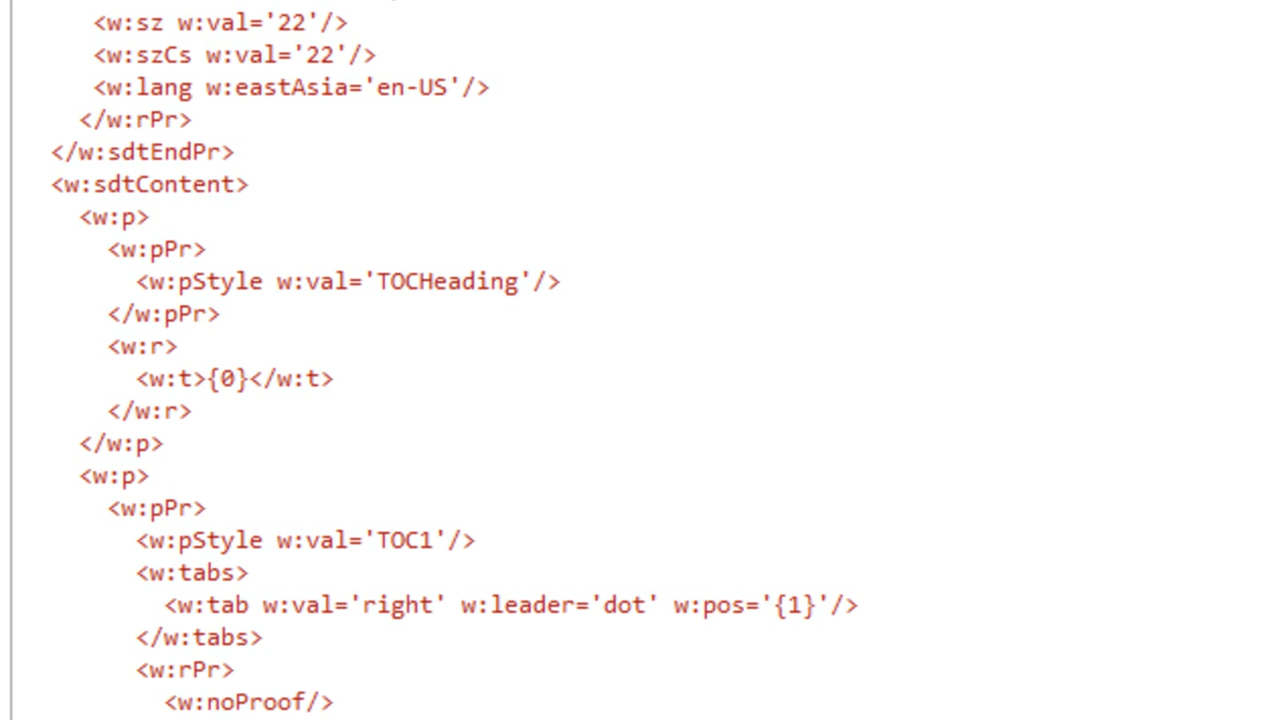 <w:sz w:val='22'/>
<w:szCs w:val='22'/>
<w:lang w:eastAsia='en-US'/>
</w:rPr>
</w:sdtEndPr>
<w:sdtContent>
<w:p>
<w:pPr>
<w:pStyle w:val='TOCHeading'/>
</w:pPr>
<w:r>
<w:t>{0}</w:t>
</w:r>
</w:p>
<w:p>
<w:pPr>
<w:pStyle w:val='TOC1'/>
<w:tabs>
<w:tab w:val='right' w:leader='dot' w:pos='{1}'/>
</w:tabs>
<w:rPr>
<w:noProof/>